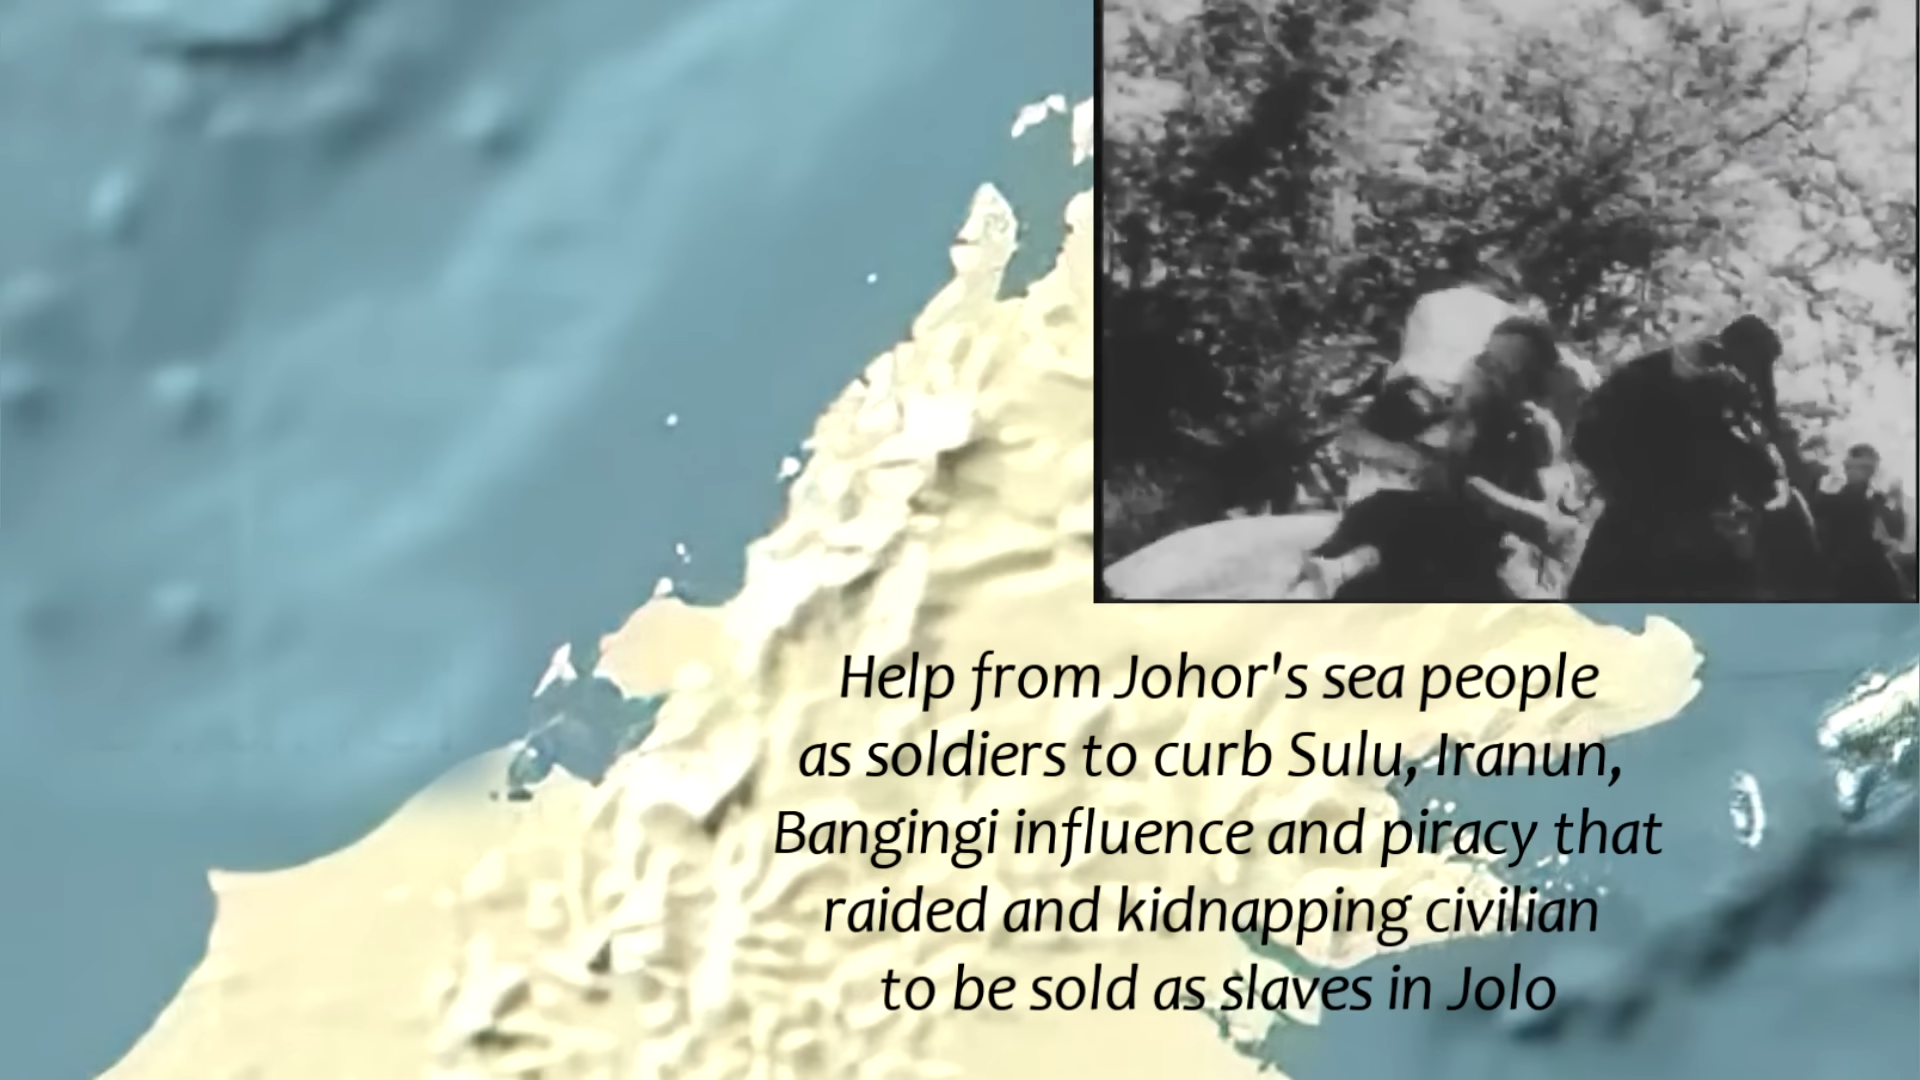 Help from Johor's sea people
as soldiers to curb Sulu, Iranun,
Bangingi influence and piracy that
raided and kidnapping civilian
to be sold as slaves in Jolo